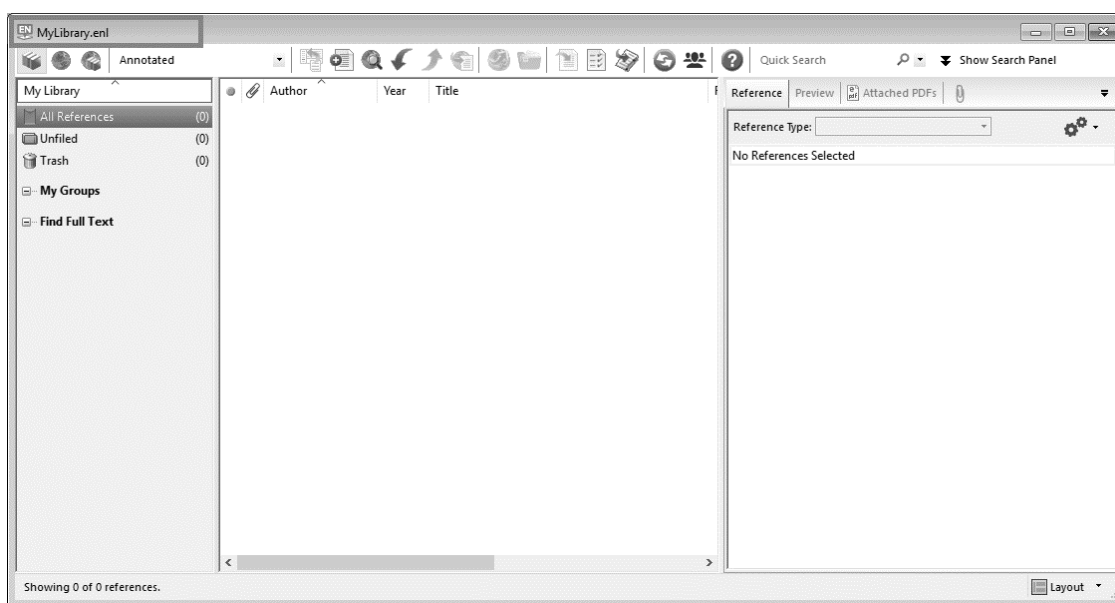 EN MyLibrary.enl
Annotated Quick Search Show Search Panel
My Library Author Year Title Reference Preview Attached PDFs
All References (0)
Unfiled (0)
Trash (0)
My Groups
Find Full Text
Reference Type:
No References Selected
Showing 0 of 0 references. Layout